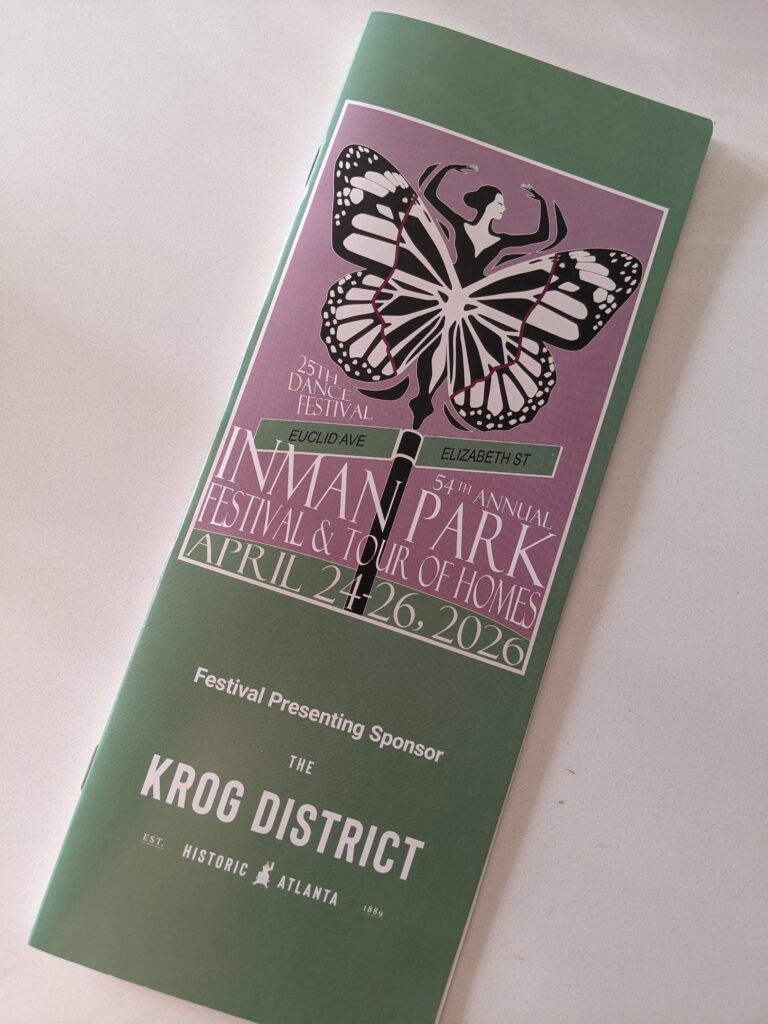 25TH
DANCE
FESTIVAL
EUCLID AVE
ELIZABETH ST
54TH ANNUAL
INMAN PARK
FESTIVAL & TOUR OF HOMES
APRIL 24-26, 2026
Festival Presenting Sponsor
THE
KROG DISTRICT
EST. HISTORIC ATLANTA 1889